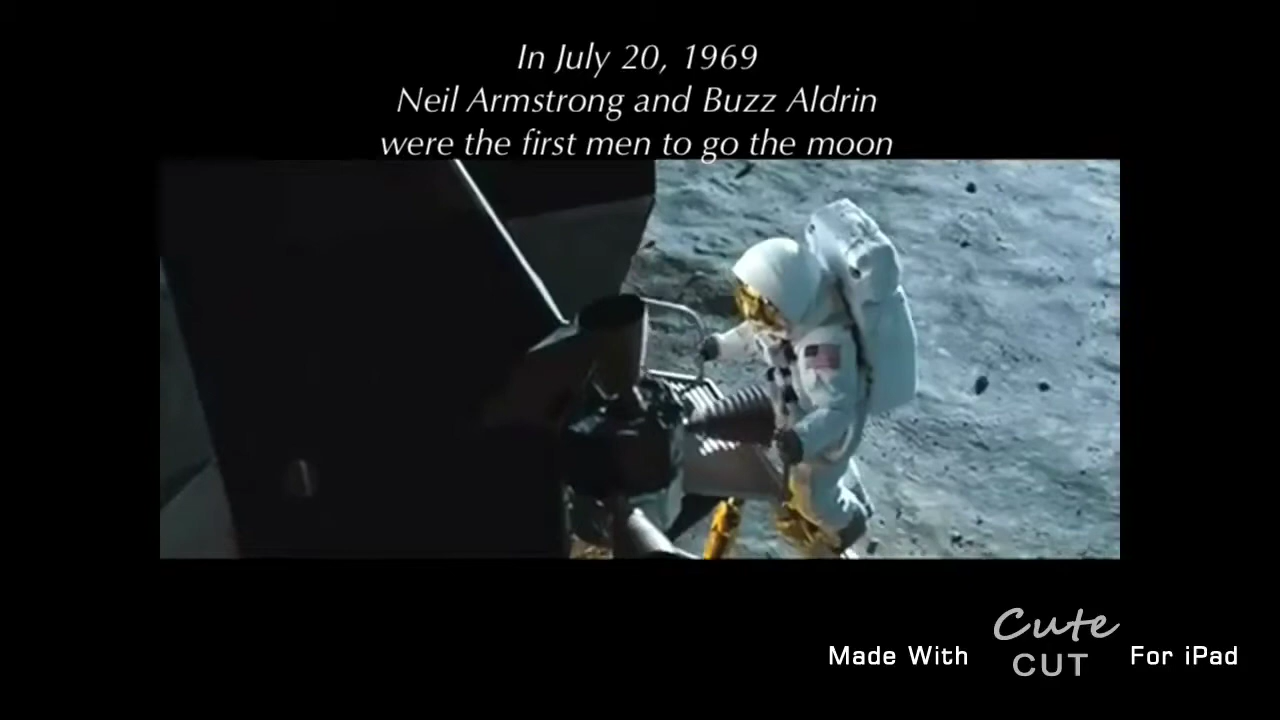 In July 20, 1969
Neil Armstrong and Buzz Aldrin
were the first men to go the moon
Made With Cute CUT For iPad